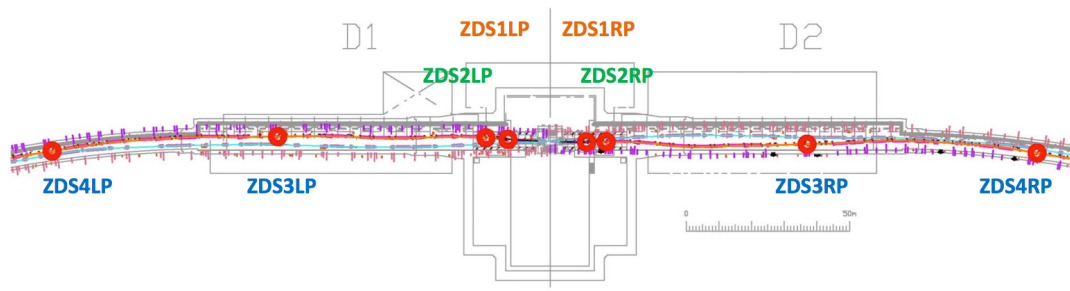 ZDS1LP ZDS1RP
D1 D2
ZDS2LP ZDS2RP
ZDS4LP ZDS3LP ZDS3RP ZDS4RP
0 50m